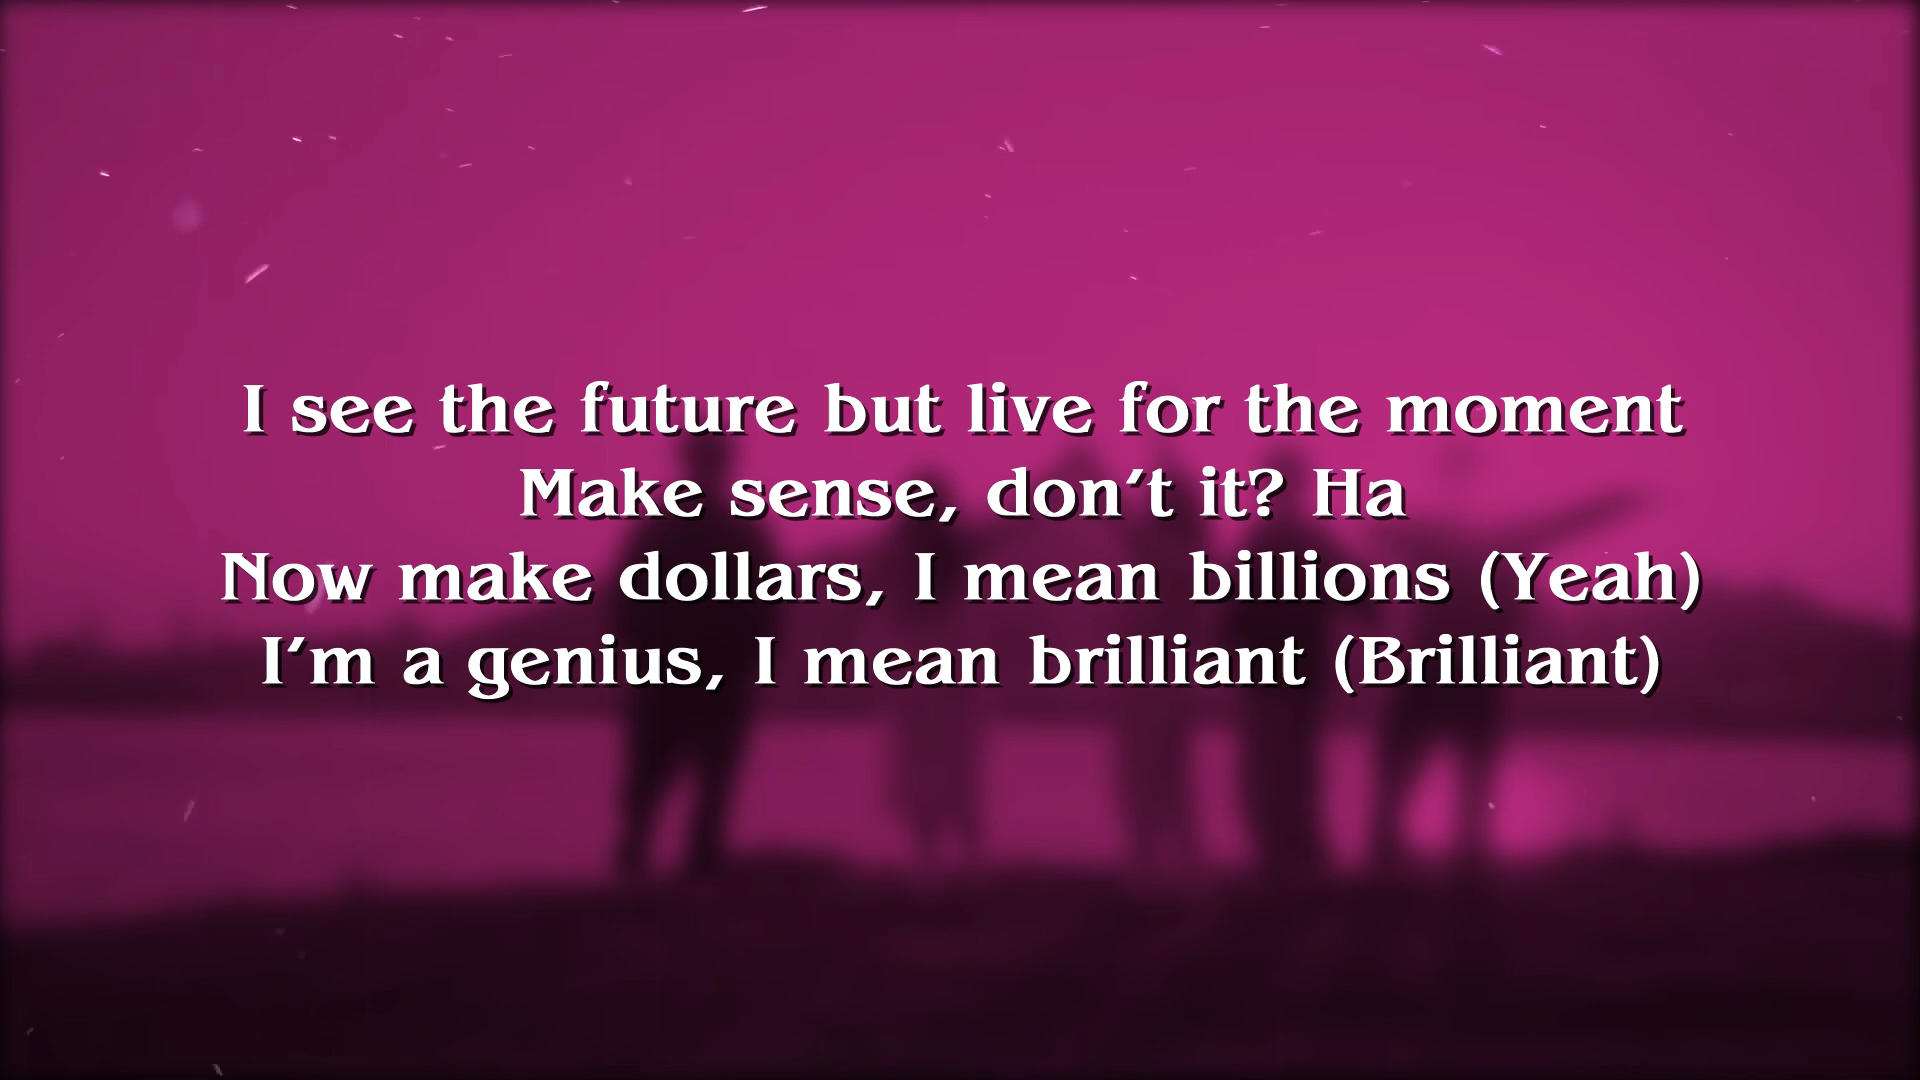 I see the future but live for the moment
Make sense, don't it? Ha
Now make dollars, I mean billions (Yeah)
I'm a genius, I mean brilliant (Brilliant)